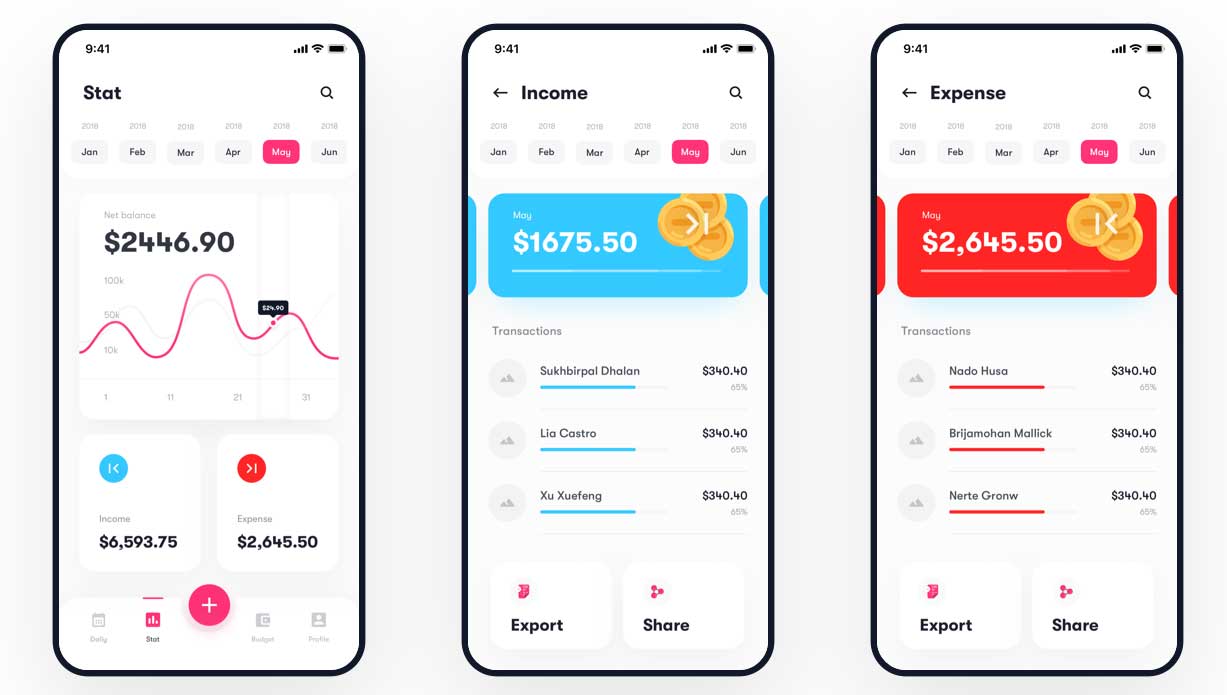 9:41
Stat
2018 2018 2018 2018 2018 2018
Jan Feb Mar Apr May Jun
Net balance
$2446.90
100k
50k
10k
$24.90
1 11 21 31
Income
$6,593.75
Expense
$2,645.50
Daily Stat Budget Profile
9:41
Income
2018 2018 2018 2018 2018 2018
Jan Feb Mar Apr May Jun
May
$1675.50
Transactions
Sukhbirpal Dhalan $340.40
65%
Lia Castro $340.40
65%
Xu Xuefeng $340.40
65%
Export
Share
9:41
Expense
2018 2018 2018 2018 2018 2018
Jan Feb Mar Apr May Jun
May
$2,645.50
Transactions
Nado Husa $340.40
65%
Brijamohan Mallick $340.40
65%
Nerte Gronw $340.40
65%
Export
Share